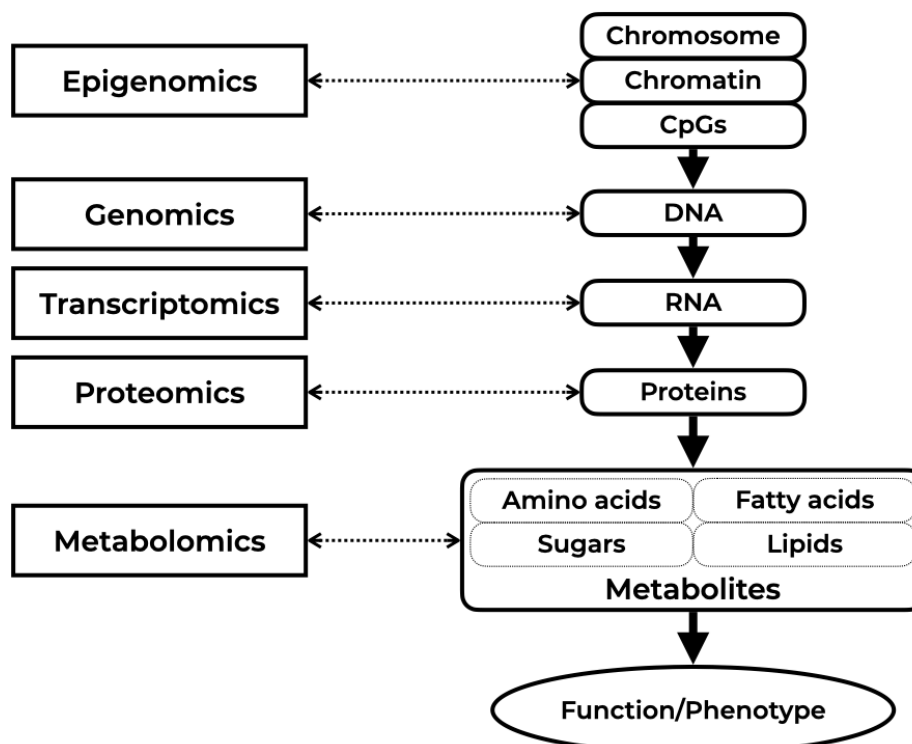 Chromosome
Epigenomics
Chromatin
CpGs
Genomics
DNA
Transcriptomics
RNA
Proteomics
Proteins
Amino acids
Fatty acids
Metabolomics
Sugars
Lipids
Metabolites
Function/Phenotype